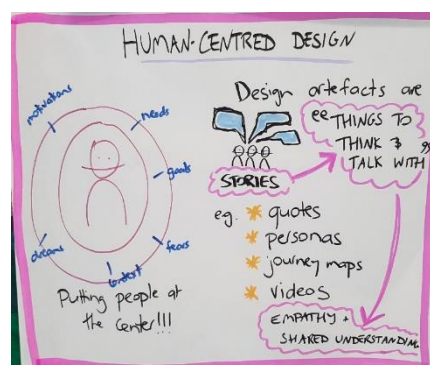 HUMAN-CENTRED DESIGN
motivations
needs
goals
fears
context
dreams
Putting people at
the center!!!
Design artefacts are
"THINGS TO
THINK &
TALK WITH"
STORIES
eg. * quotes
* personas
* journey maps
* videos
EMPATHY +
SHARED UNDERSTANDIN